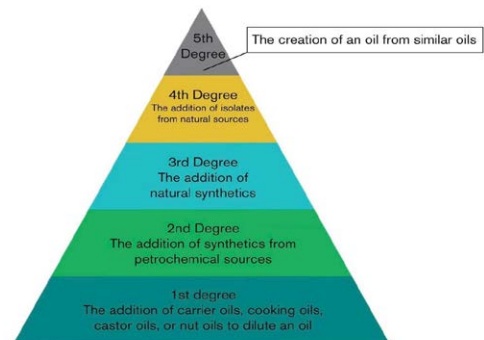 5th
Degree
The creation of an oil from similar oils
4th Degree
The addition of isolates
from natural sources
3rd Degree
The addition of
natural synthetics
2nd Degree
The addition of synthetics from
petrochemical sources
1st degree
The addition of carrier oils, cooking oils,
castor oils, or nut oils to dilute an oil